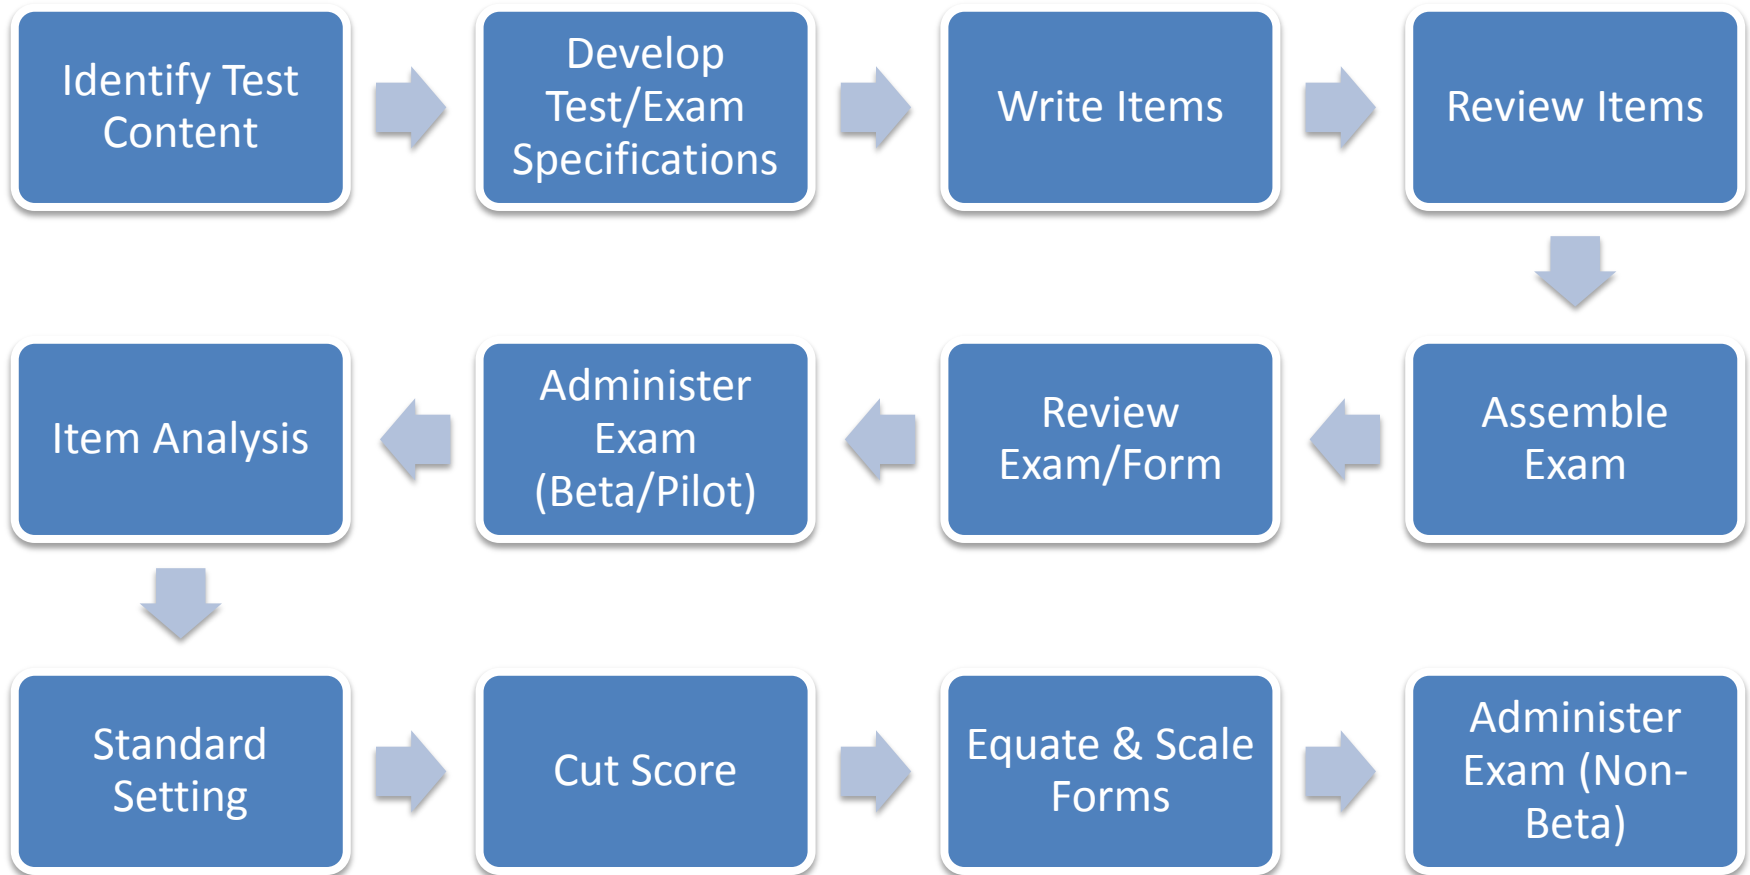 Identify Test
Content
Develop
Test/Exam
Specifications
Write Items
Review Items
Assemble
Exam
Review
Exam/Form
Administer
Exam
(Beta/Pilot)
Item Analysis
Standard
Setting
Cut Score
Equate & Scale
Forms
Administer
Exam (Non-
Beta)